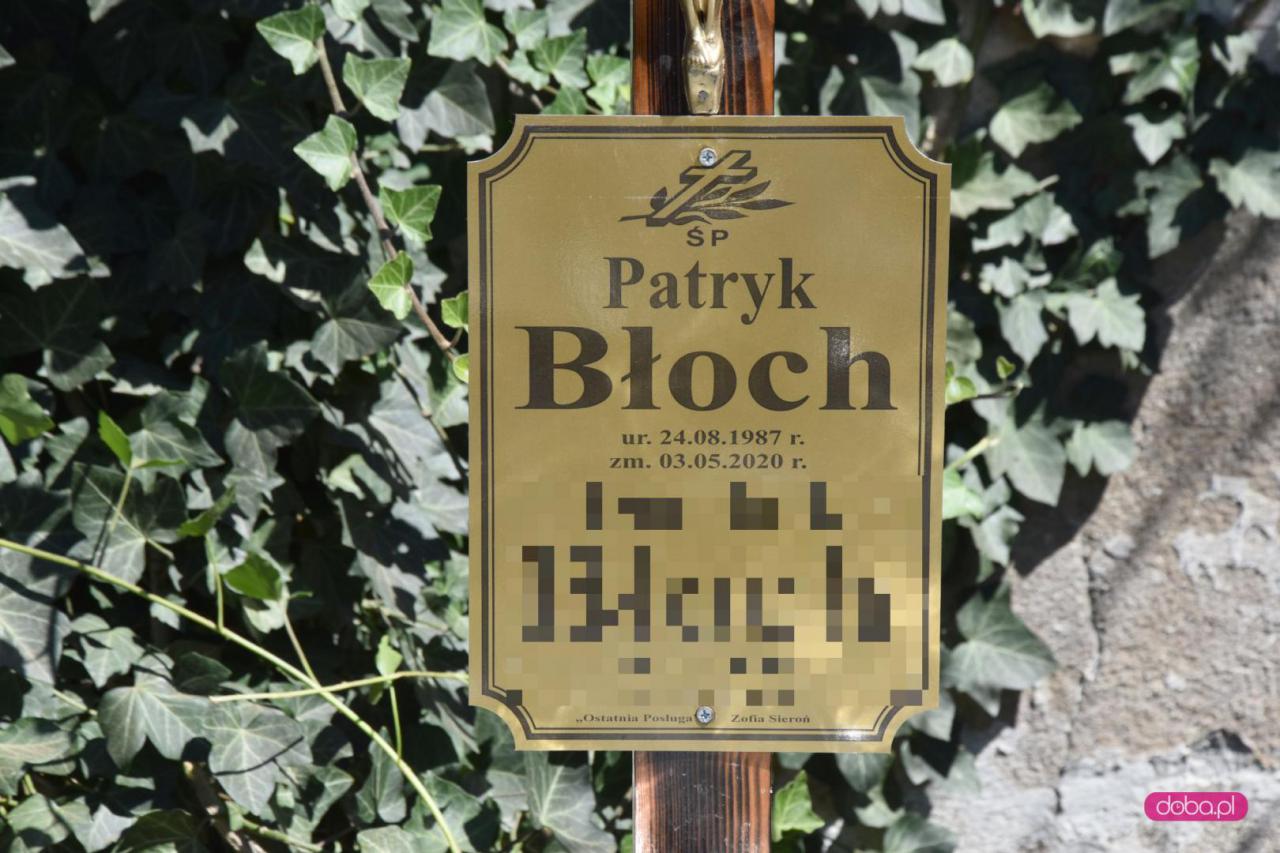 ŚP
Patryk
Błoch
ur. 24.08.1987 r.
zm. 03.05.2020 r.
„Ostatnia Posługa" Zofia Sieroń
doba.pl